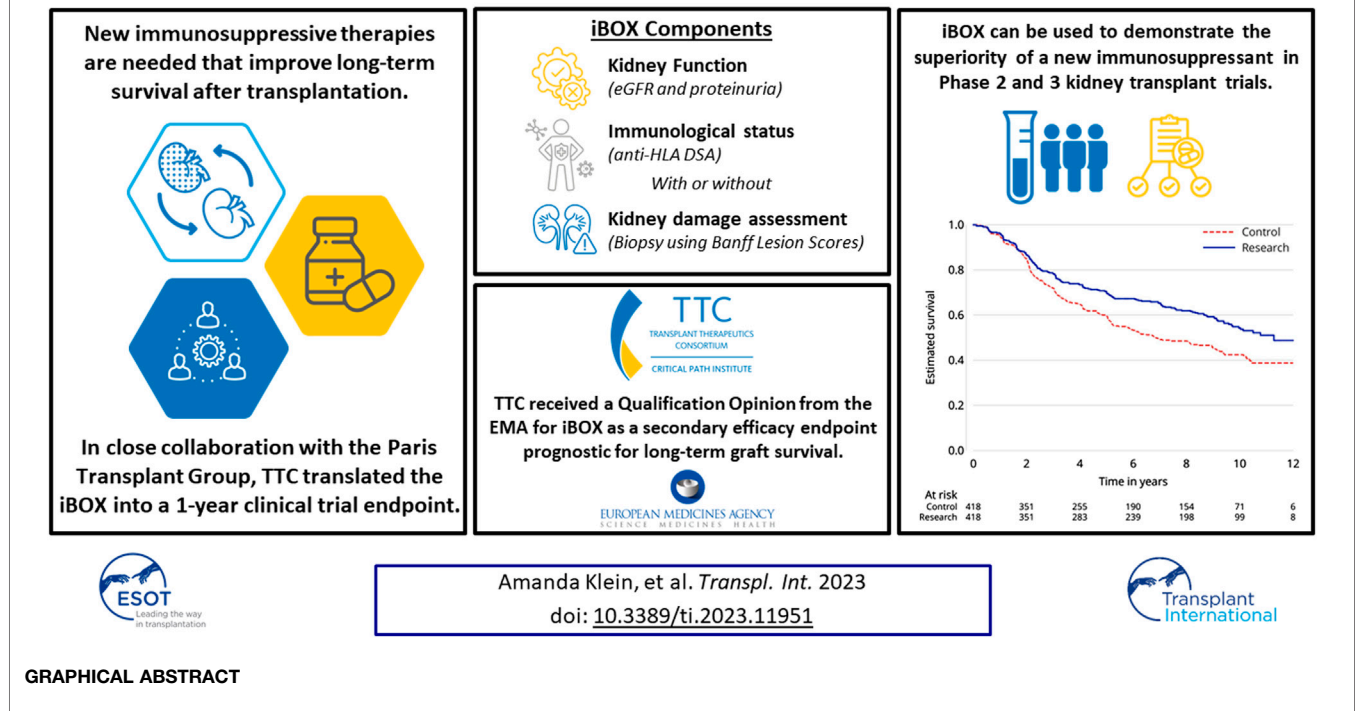 New immunosuppressive therapies
are needed that improve long-term
survival after transplantation.
In close collaboration with the Paris
Transplant Group, TTC translated the
iBOX into a 1-year clinical trial endpoint.
iBOX Components
Kidney Function
(eGFR and proteinuria)
Immunological status
(anti-HLA DSA)
With or without
Kidney damage assessment
(Biopsy using Banff Lesion Scores)
TTC
TRANSPLANT THERAPEUTICS
CONSORTIUM
CRITICAL PATH INSTITUTE
TTC received a Qualification Opinion from the
EMA for iBOX as a secondary efficacy endpoint
prognostic for long-term graft survival.
EUROPEAN MEDICINES AGENCY
SCIENCE MEDICINES HEALTH
iBOX can be used to demonstrate the
superiority of a new immunosuppressant in
Phase 2 and 3 kidney transplant trials.
Control
Research
Estimated survival
1.0
0.8
0.6
0.4
0.2
0.0
0 2 4 6 8 10 12
Time in years
At risk
Control 418 351 255 190 154 71 6
Research 418 351 283 239 198 99 8
ESOT
Leading the way
in transplantation
Amanda Klein, et al. Transpl. Int. 2023
doi: 10.3389/ti.2023.11951
Transplant
International
GRAPHICAL ABSTRACT